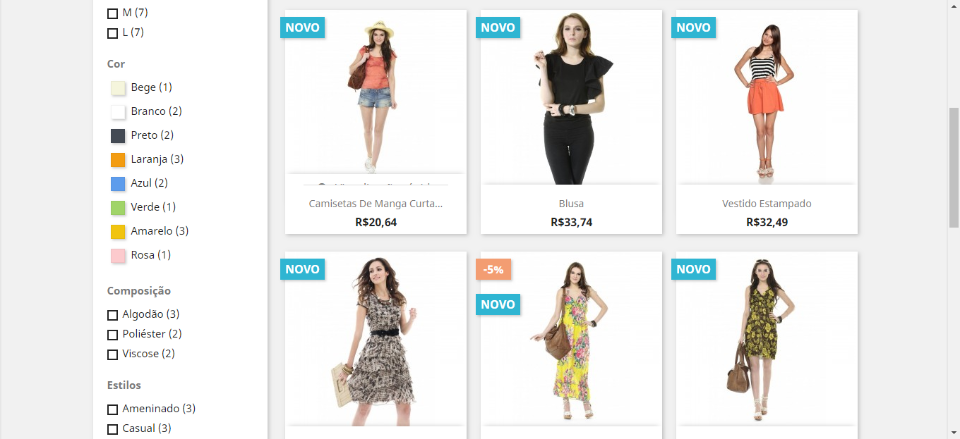 M (7)
L (7)
Cor
Bege (1)
Branco (2)
Preto (2)
Laranja (3)
Azul (2)
Verde (1)
Amarelo (3)
Rosa (1)
Composição
Algodão (3)
Poliéster (2)
Viscose (2)
Estilos
Ameninado (3)
Casual (3)
NOVO
NOVO
NOVO
Camisetas De Manga Curta...
R$20,64
Blusa
R$33,74
Vestido Estampado
R$32,49
NOVO
-5%
NOVO
NOVO